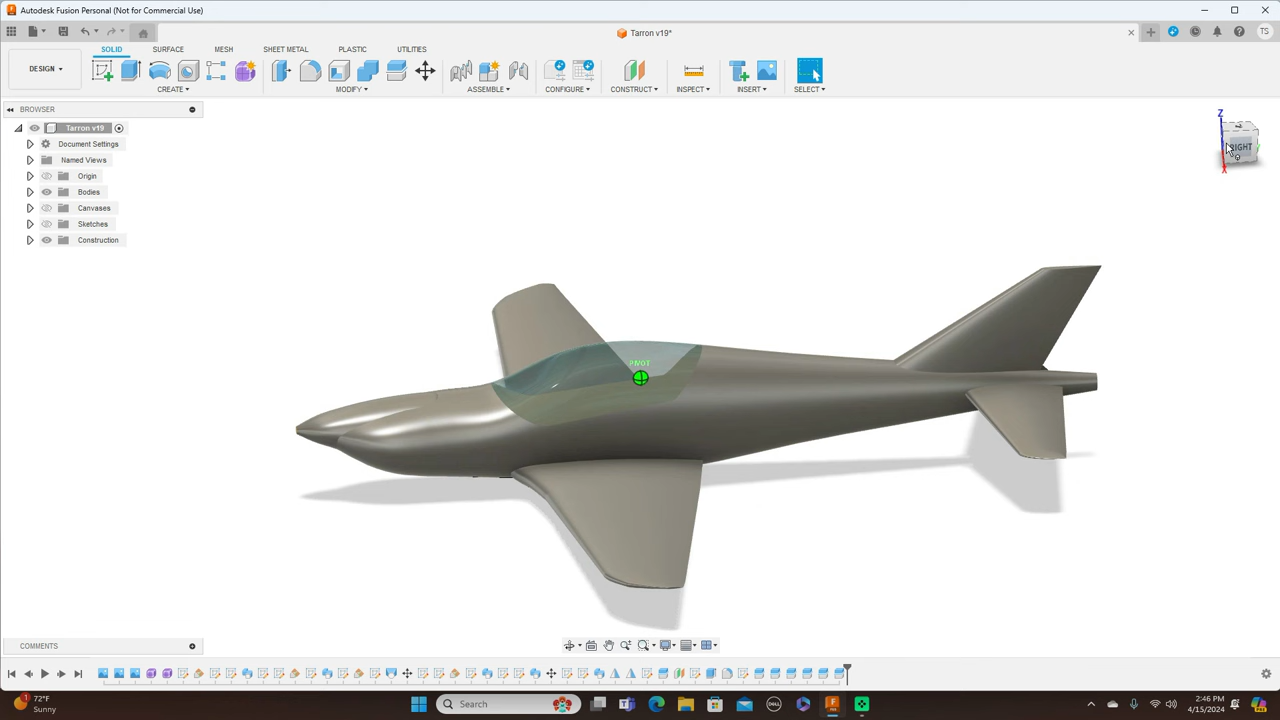 Autodesk Fusion Personal (Not for Commercial Use)
Tarron v19*
TS
DESIGN
SOLID SURFACE MESH SHEET METAL PLASTIC UTILITIES
CREATE MODIFY ASSEMBLE CONFIGURE CONSTRUCT INSPECT INSERT SELECT
BROWSER
Tarron v19
Document Settings
Named Views
Origin
Bodies
Canvases
Sketches
Construction
Z
RIGHT
Y
X
PIVOT
COMMENTS
72°F
Sunny
Search
DELL
2:46 PM
4/15/2024